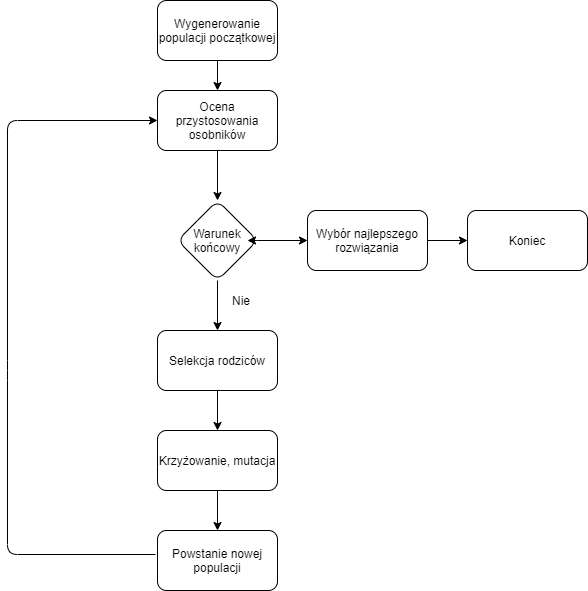 Wygenerowanie
populacji początkowej
Ocena
przystosowania
osobników
Warunek
końcowy
Wybór najlepszego
rozwiązania
Koniec
Nie
Selekcja rodziców
Krzyżowanie, mutacja
Powstanie nowej
populacji